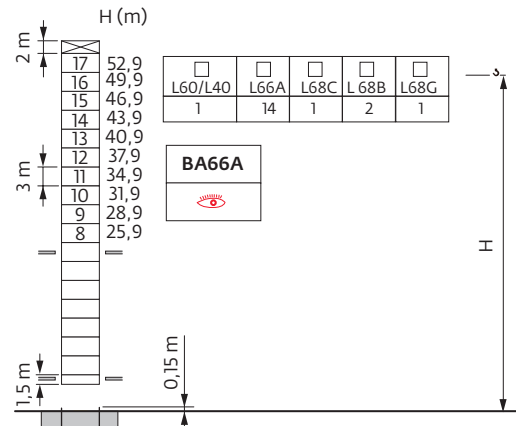 H (m)
2 m
17 52,9
16 49,9
15 46,9
14 43,9
13 40,9
12 37,9
11 34,9
10 31,9
9 28,9
8 25,9
3 m
1,5 m
0,15 m
L60/L40 L66A L68C L 68B L68G
1 14 1 2 1
BA66A
H